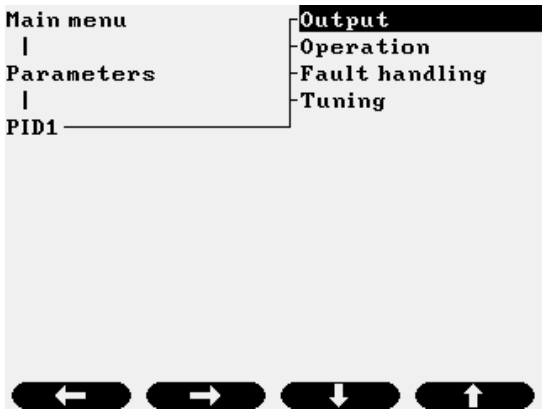 Main menu
Parameters
PID1
Output
Operation
Fault handling
Tuning